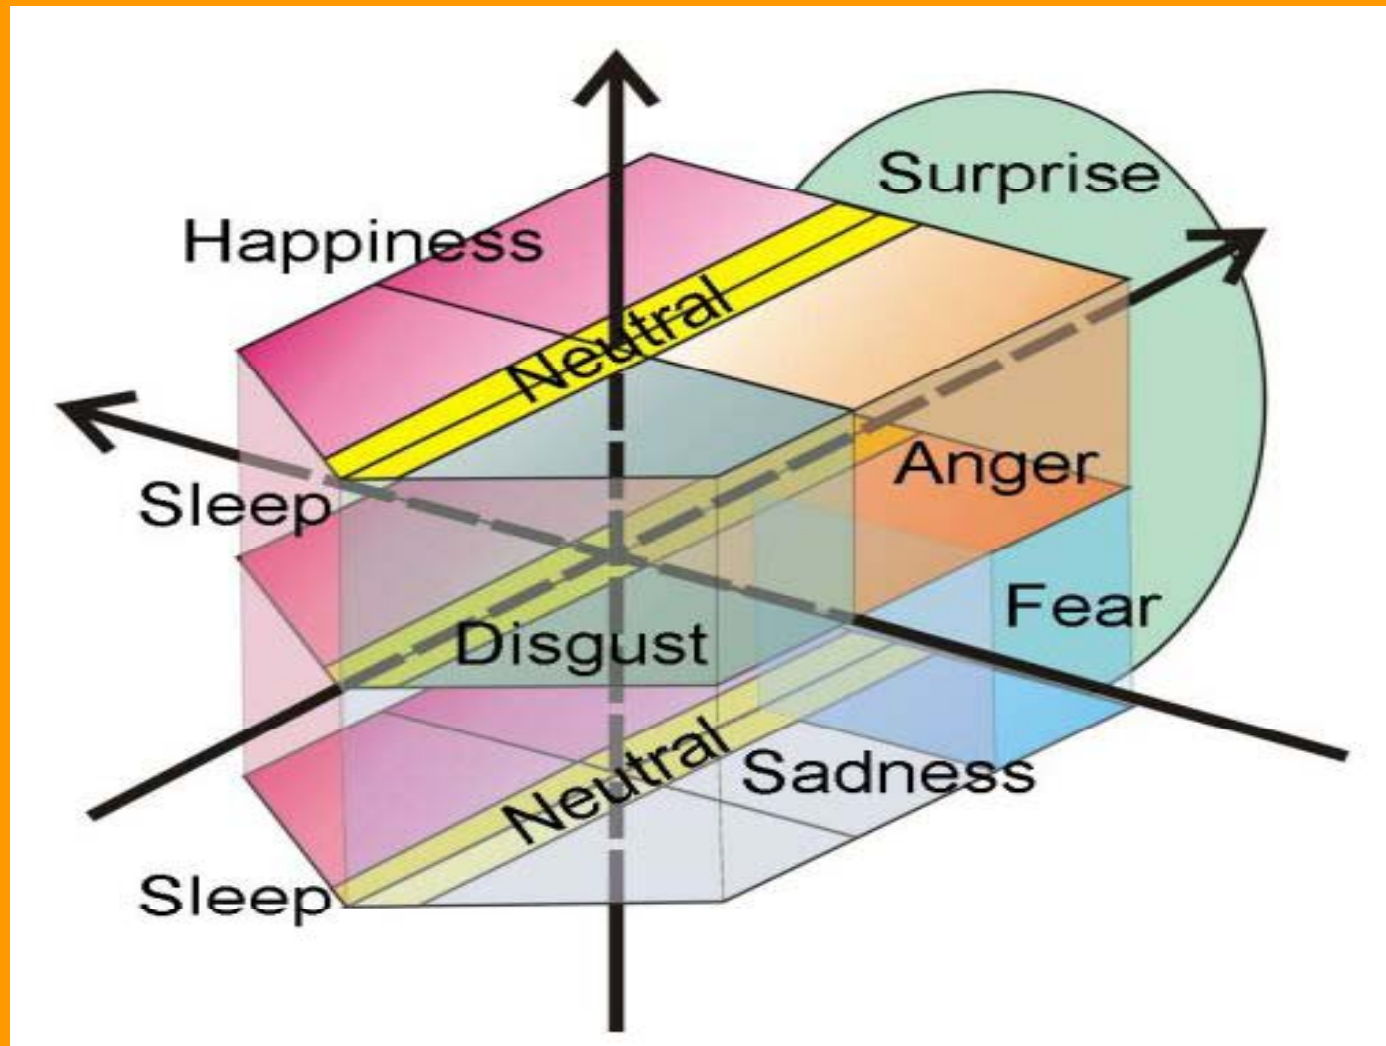 Surprise
Happiness
Neutral
Anger
Sleep
Fear
Disgust
Neutral
Sadness
Sleep